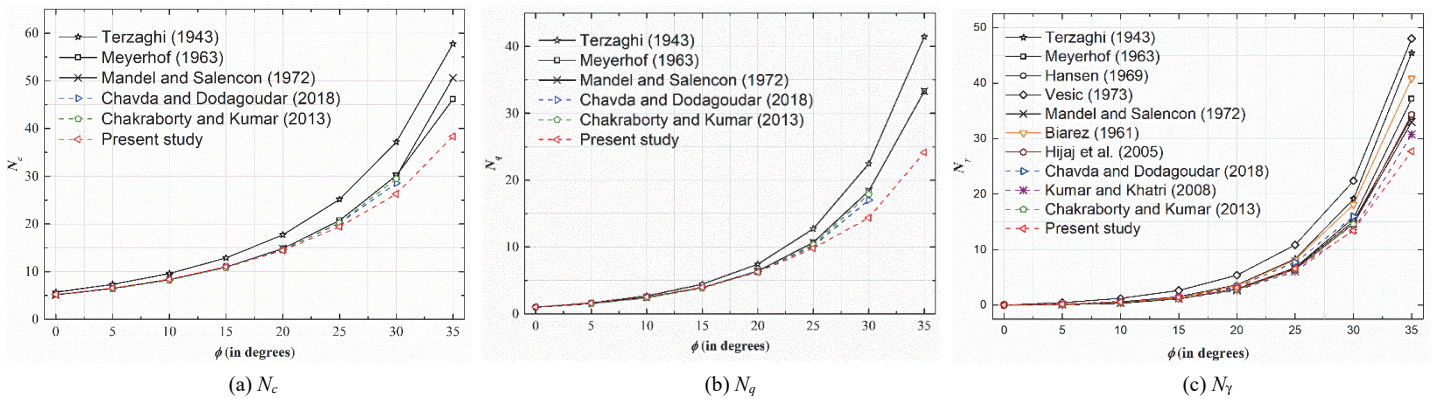 60
50
40
30
20
10
0
N_c
Terzaghi (1943)
Meyerhof (1963)
Mandel and Salencon (1972)
Chavda and Dodagoudar (2018)
Chakraborty and Kumar (2013)
Present study
0 5 10 15 20 25 30 35
ϕ (in degrees)
(a) N_c
40
30
20
10
0
N_q
Terzaghi (1943)
Meyerhof (1963)
Mandel and Salencon (1972)
Chavda and Dodagoudar (2018)
Chakraborty and Kumar (2013)
Present study
0 5 10 15 20 25 30 35
ϕ (in degrees)
(b) N_q
50
40
30
20
10
0
N_γ
Terzaghi (1943)
Meyerhof (1963)
Hansen (1969)
Vesic (1973)
Mandel and Salencon (1972)
Biarez (1961)
Hijaj et al. (2005)
Chavda and Dodagoudar (2018)
Kumar and Khatri (2008)
Chakraborty and Kumar (2013)
Present study
0 5 10 15 20 25 30 35
ϕ (in degrees)
(c) N_γ